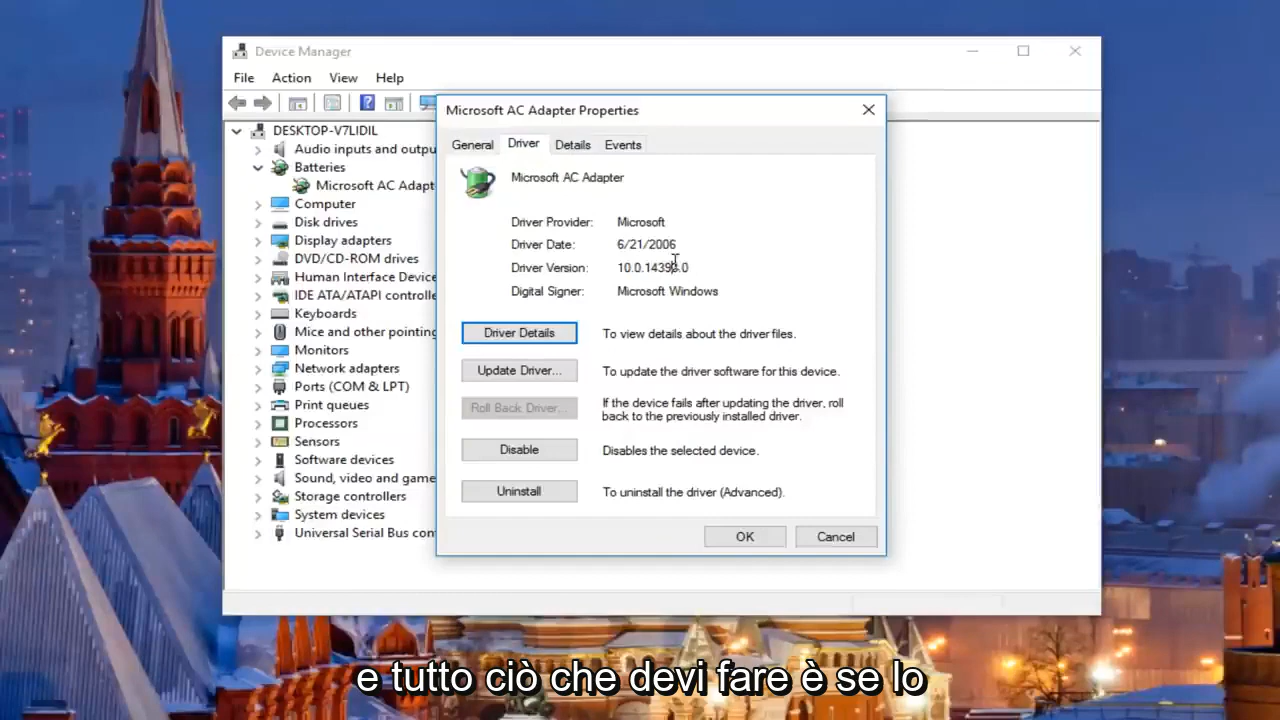 Device Manager
File Action View Help
Microsoft AC Adapter Properties
DESKTOP-V7LIDIL
Audio inputs and outpu
Batteries
Microsoft AC Adapt
Computer
Disk drives
Display adapters
DVD/CD-ROM drives
Human Interface Device
IDE ATA/ATAPI controlle
Keyboards
Mice and other pointing
Monitors
Network adapters
Ports (COM & LPT)
Print queues
Processors
Sensors
Software devices
Sound, video and game
Storage controllers
System devices
Universal Serial Bus con
General Driver Details Events
Microsoft AC Adapter
Driver Provider: Microsoft
Driver Date: 6/21/2006
Driver Version: 10.0.14393.0
Digital Signer: Microsoft Windows
Driver Details To view details about the driver files.
Update Driver... To update the driver software for this device.
Roll Back Driver... If the device fails after updating the driver, roll
back to the previously installed driver.
Disable Disables the selected device.
Uninstall To uninstall the driver (Advanced).
OK Cancel
e tutto ciò che devi fare è se lo